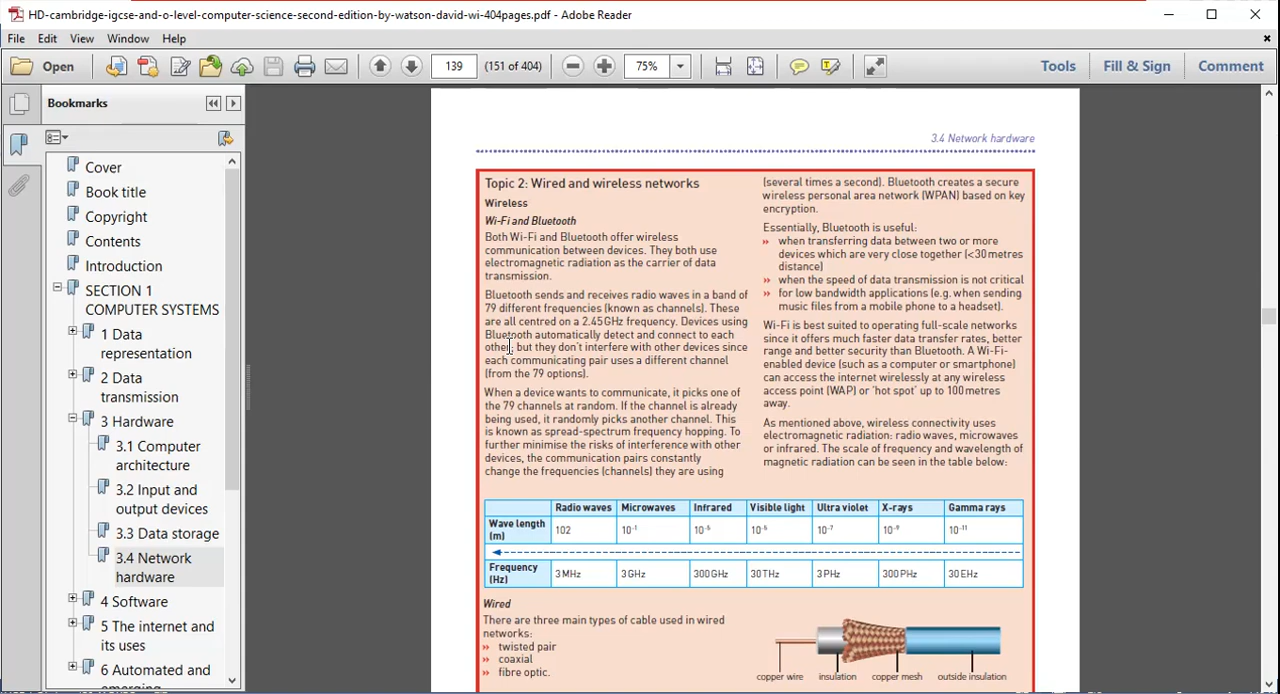 HD-cambridge-igcse-and-o-level-computer-science-second-edition-by-watson-david-wi-404pages.pdf - Adobe Reader
File Edit View Window Help
Open 139 (151 of 404) 75% Tools Fill & Sign Comment
Bookmarks
Cover
Book title
Copyright
Contents
Introduction
SECTION 1
COMPUTER SYSTEMS
1 Data
representation
2 Data
transmission
3 Hardware
3.1 Computer
architecture
3.2 Input and
output devices
3.3 Data storage
3.4 Network
hardware
4 Software
5 The internet and
its uses
6 Automated and
emerging
3.4 Network hardware
Topic 2: Wired and wireless networks
Wireless
Wi-Fi and Bluetooth
Both Wi-Fi and Bluetooth offer wireless
communication between devices. They both use
electromagnetic radiation as the carrier of data
transmission.
Bluetooth sends and receives radio waves in a band of
79 different frequencies (known as channels). These
are all centred on a 2.45 GHz frequency. Devices using
Bluetooth automatically detect and connect to each
other, but they don't interfere with other devices since
each communicating pair uses a different channel
(from the 79 options).
When a device wants to communicate, it picks one of
the 79 channels at random. If the channel is already
being used, it randomly picks another channel. This
is known as spread-spectrum frequency hopping. To
further minimise the risks of interference with other
devices, the communication pairs constantly
change the frequencies (channels) they are using
(several times a second). Bluetooth creates a secure
wireless personal area network (WPAN) based on key
encryption.
Essentially, Bluetooth is useful:
» when transferring data between two or more
devices which are very close together (<30 metres
distance)
» when the speed of data transmission is not critical
» for low bandwidth applications (e.g. when sending
music files from a mobile phone to a headset).
Wi-Fi is best suited to operating full-scale networks
since it offers much faster data transfer rates, better
range and better security than Bluetooth. A Wi-Fi-
enabled device (such as a computer or smartphone)
can access the internet wirelessly at any wireless
access point (WAP) or 'hot spot' up to 100 metres
away.
As mentioned above, wireless connectivity uses
electromagnetic radiation: radio waves, microwaves
or infrared. The scale of frequency and wavelength of
magnetic radiation can be seen in the table below:
Radio waves Microwaves Infrared Visible light Ultra violet X-rays Gamma rays
Wave length
(m) 102 10⁻¹ 10⁻⁵ 10⁻⁶ 10⁻⁷ 10⁻⁹ 10⁻¹¹
Frequency
(Hz) 3 MHz 3 GHz 300 GHz 30 THz 3 PHz 300 PHz 30 EHz
Wired
There are three main types of cable used in wired
networks:
» twisted pair
» coaxial
» fibre optic.
copper wire insulation copper mesh outside insulation